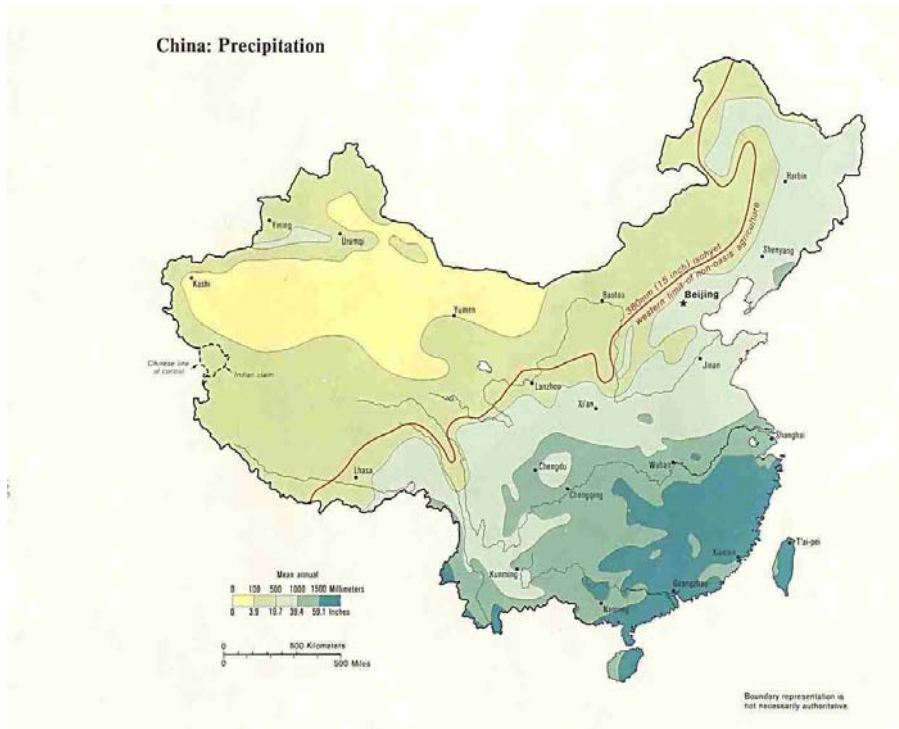 China: Precipitation
Harbin
Yining
Ürümqi
Shenyang
Kashi
380mm (15 inch) isohyet
western limit of non-oasis agriculture
Baotou
Beijing
Yumen
Chinese line
of control
Indian claim
Jinan
Lanzhou
Xi'an
Shanghai
Lhasa
Chengdu
Wuhan
Chongqing
T'ai-pei
Xiamen
Kunming
Guangzhou
Nanning
Mean annual
0 100 500 1000 1500 Millimeters
0 3.9 19.7 39.4 59.1 Inches
0 500 Kilometers
0 500 Miles
Boundary representation is
not necessarily authoritative.